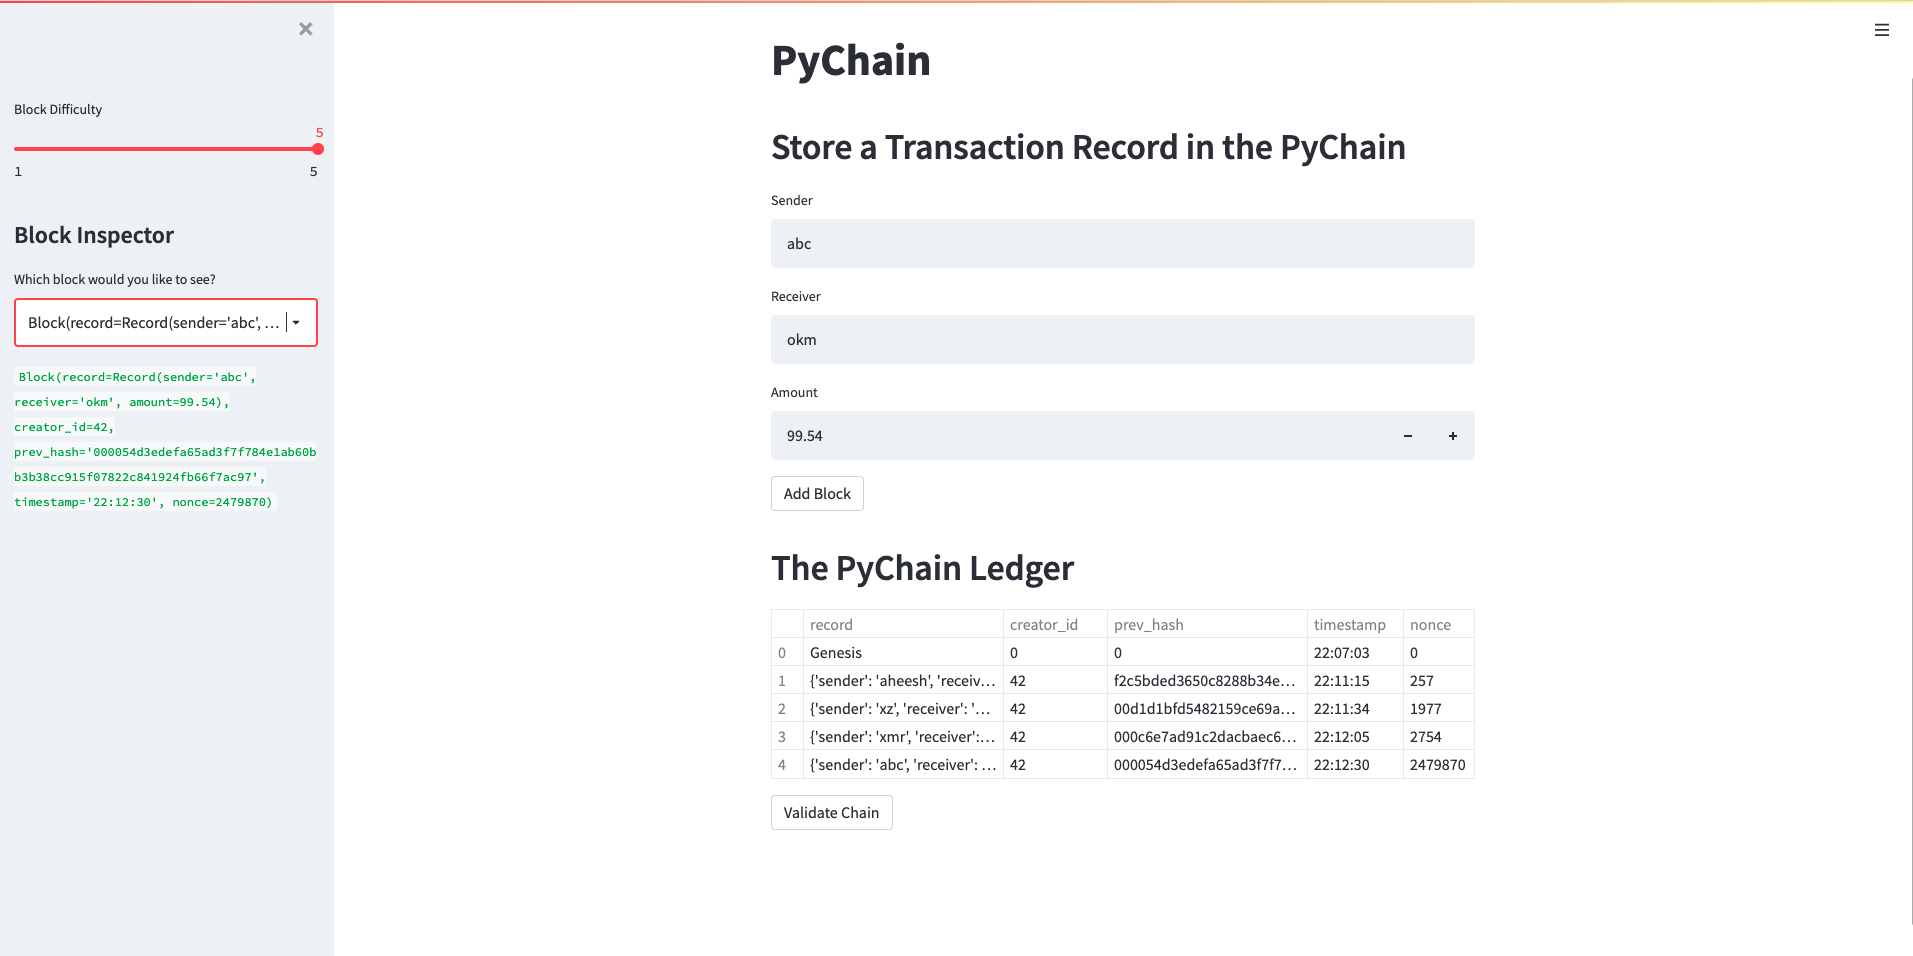 Block Difficulty
5
1 5
Block Inspector
Which block would you like to see?
Block(record=Record(sender='abc', ...
Block(record=Record(sender='abc',
receiver='okm', amount=99.54),
creator_id=42,
prev_hash='000054d3edefa65ad3f7f784e1ab60b
b3b38cc915f07822c841924fb66f7ac97',
timestamp='22:12:30', nonce=2479870)
PyChain
Store a Transaction Record in the PyChain
Sender
abc
Receiver
okm
Amount
99.54 − +
Add Block
The PyChain Ledger
record creator_id prev_hash timestamp nonce
0 Genesis 0 0 22:07:03 0
1 {'sender': 'aheesh', 'receiv... 42 f2c5bded3650c8288b34e... 22:11:15 257
2 {'sender': 'xz', 'receiver': '... 42 00d1d1bfd5482159ce69a... 22:11:34 1977
3 {'sender': 'xmr', 'receiver':... 42 000c6e7ad91c2dacbaec6... 22:12:05 2754
4 {'sender': 'abc', 'receiver': ... 42 000054d3edefa65ad3f7f7... 22:12:30 2479870
Validate Chain